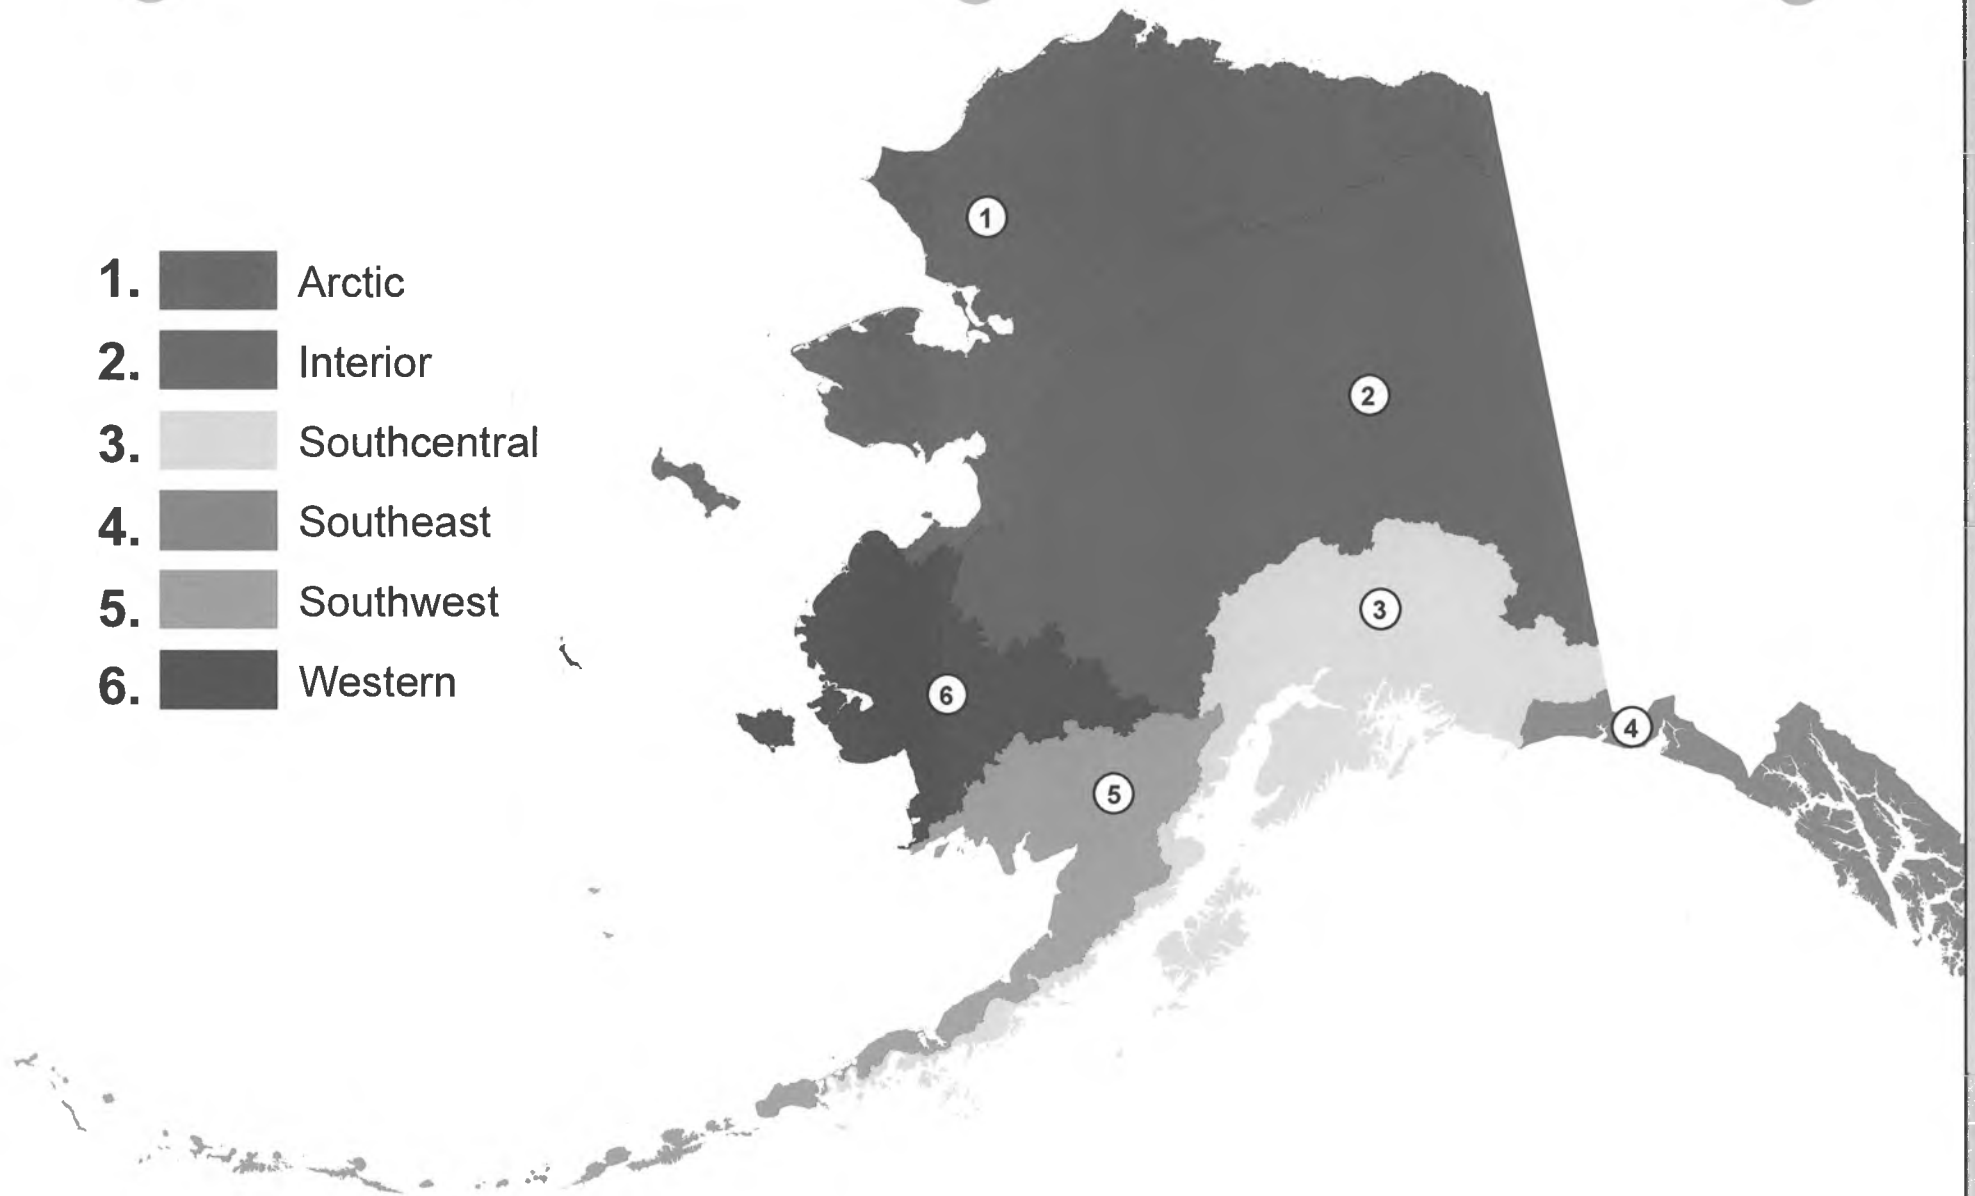 1. Arctic
2. Interior
3. Southcentral
4. Southeast
5. Southwest
6. Western
1
2
3
4
5
6